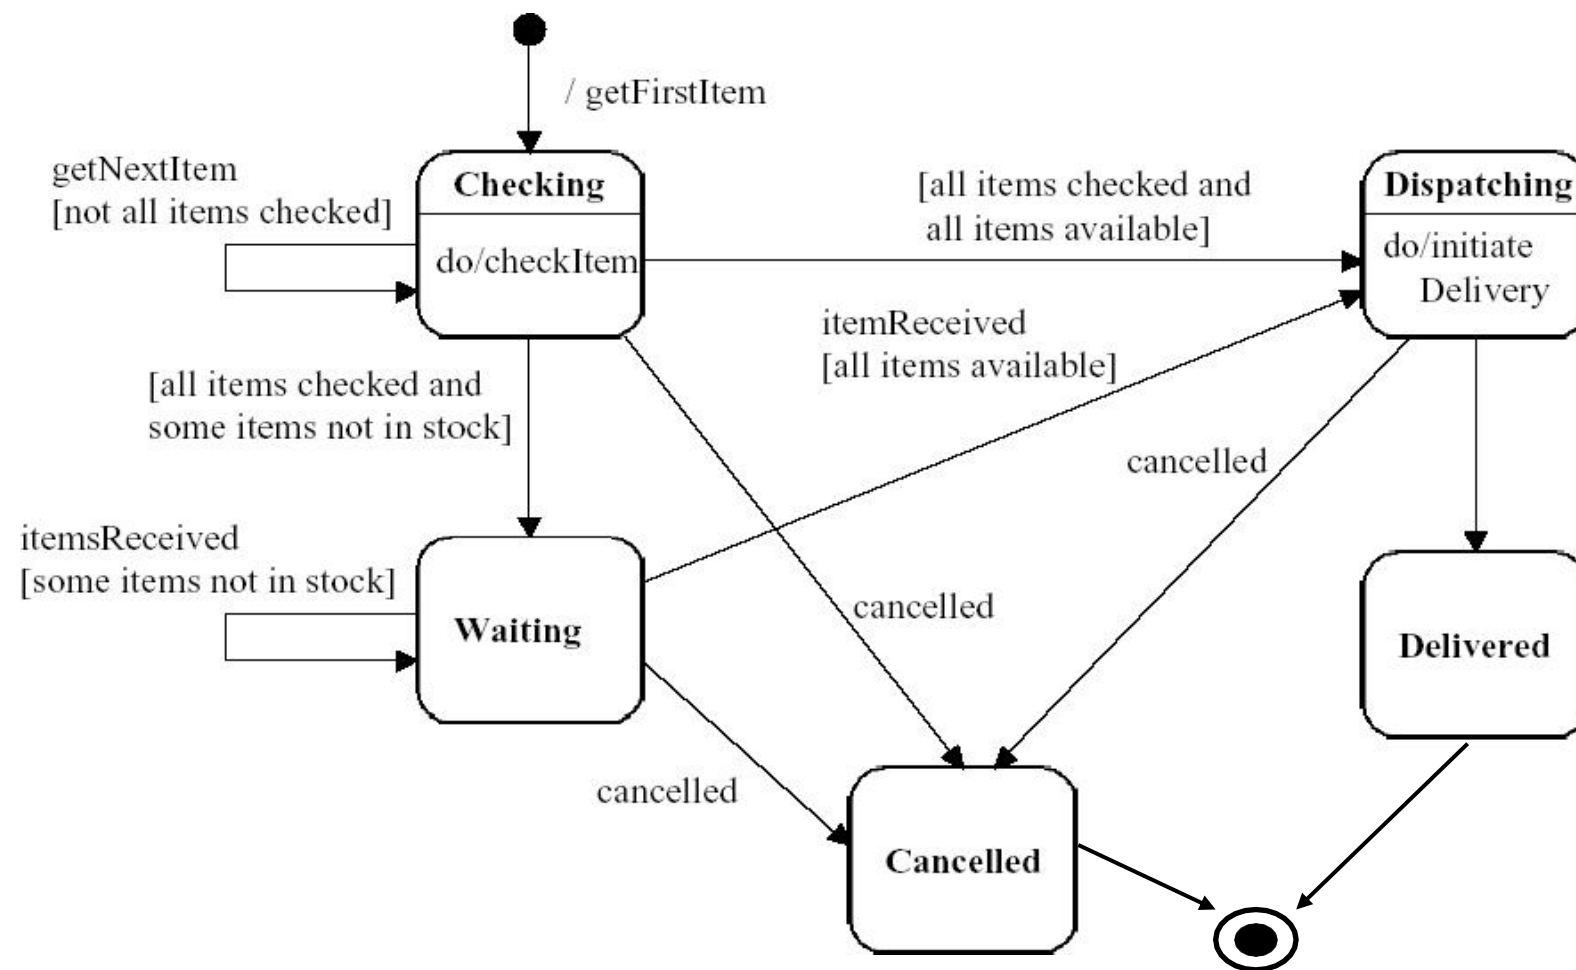 / getFirstItem
getNextItem
[not all items checked]
Checking
do/checkItem
[all items checked and
all items available]
Dispatching
do/initiate
Delivery
itemReceived
[all items available]
[all items checked and
some items not in stock]
cancelled
itemsReceived
[some items not in stock]
Waiting
cancelled
Delivered
cancelled
Cancelled